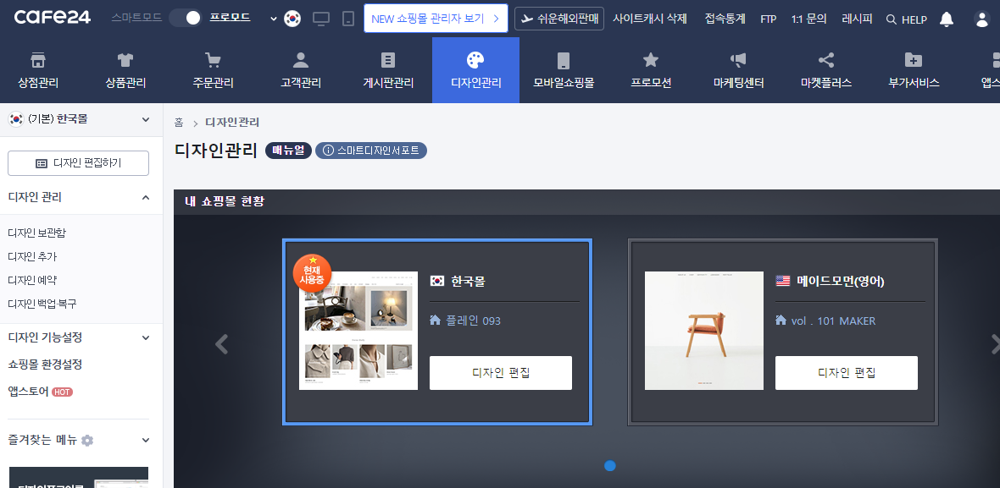 cafe24 스마트모드 프로모드 NEW 쇼핑몰 관리자 보기 쉬운해외판매 사이트캐시 삭제 접속통계 FTP 1:1 문의 레시피 HELP
상점관리 상품관리 주문관리 고객관리 게시판관리 디자인관리 모바일쇼핑몰 프로모션 마케팅센터 마켓플러스 부가서비스
(기본) 한국몰
디자인 편집하기
디자인 관리
디자인 보관함
디자인 추가
디자인 예약
디자인 백업·복구
디자인 기능설정
쇼핑몰 환경설정
앱스토어 HOT
즐겨찾는 메뉴
홈 > 디자인관리
디자인관리 매뉴얼 스마트디자인서포트
내 쇼핑몰 현황
현재
사용중
한국몰
플레인 093
디자인 편집
메이드모먼(영어)
vol . 101 MAKER
디자인 편집